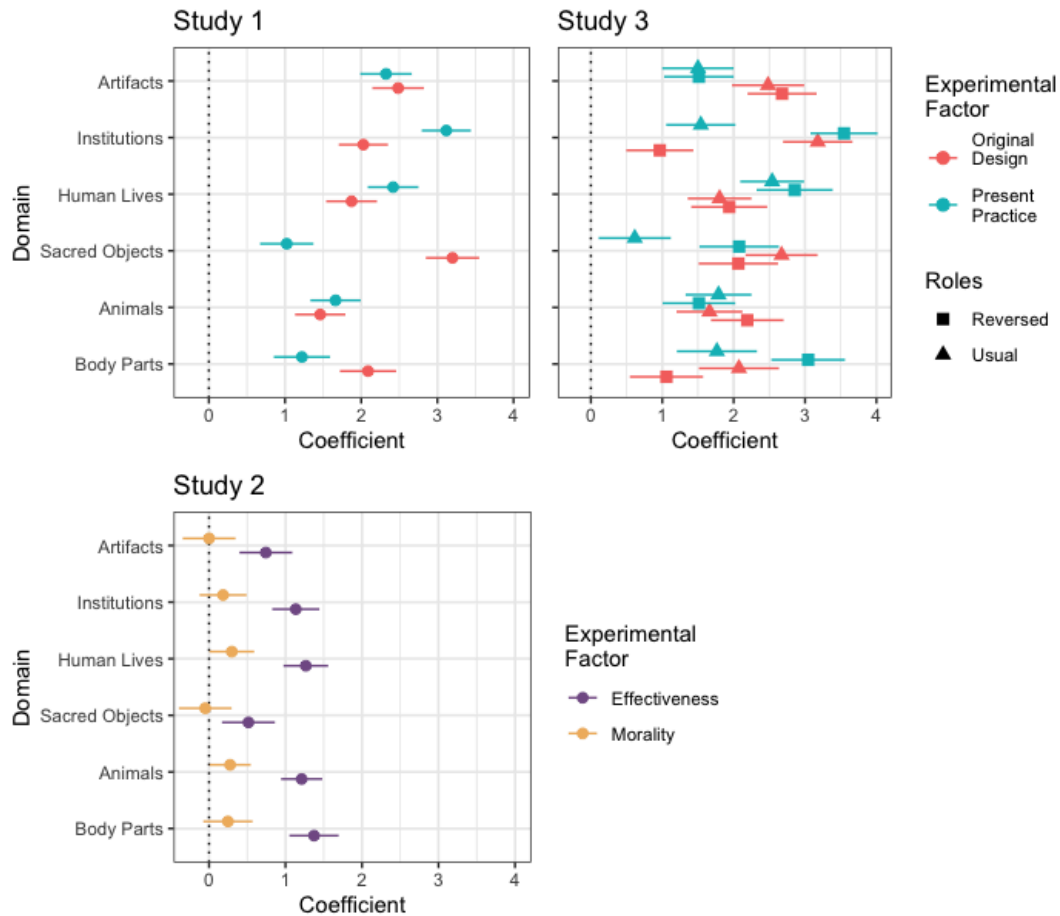 Study 1
Domain
Artifacts
Institutions
Human Lives
Sacred Objects
Animals
Body Parts
0 1 2 3 4
Coefficient
Study 3
0 1 2 3 4
Coefficient
Experimental
Factor
Original
Design
Present
Practice
Roles
Reversed
Usual
Study 2
Domain
Artifacts
Institutions
Human Lives
Sacred Objects
Animals
Body Parts
0 1 2 3 4
Coefficient
Experimental
Factor
Effectiveness
Morality